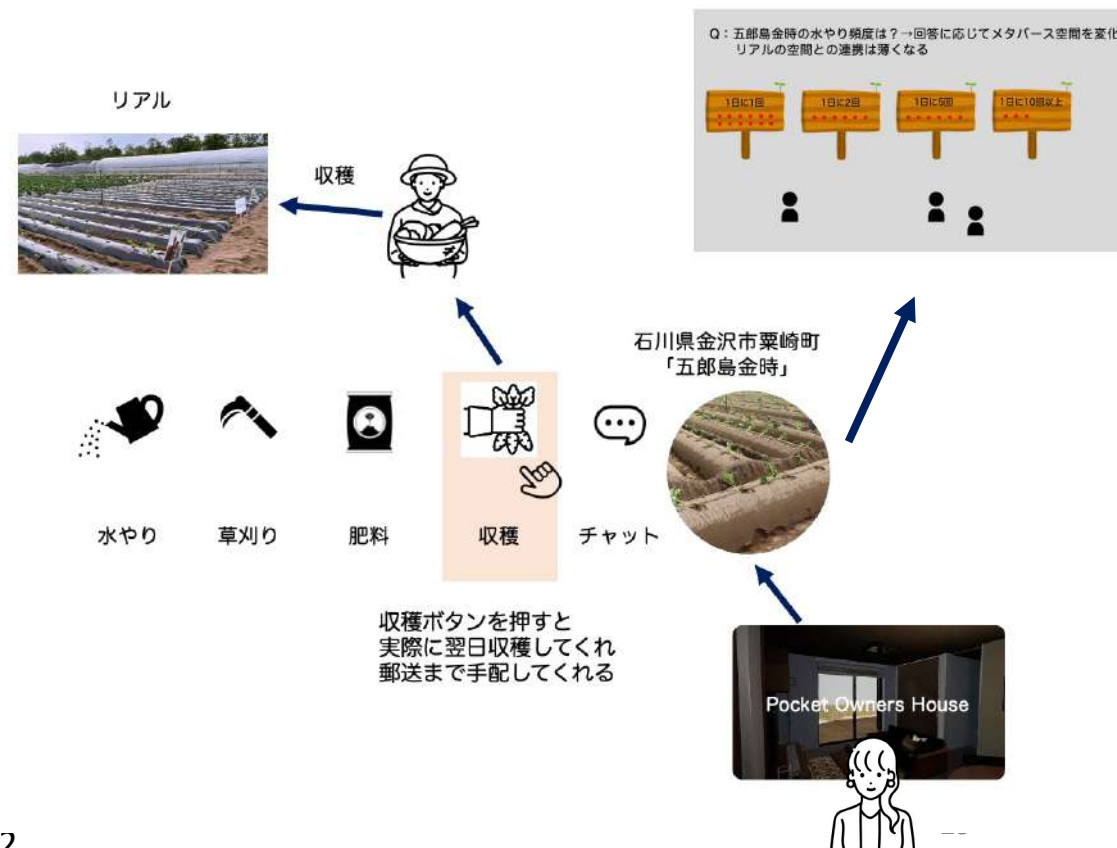 Q：五郎島金時の水やり頻度は？→回答に応じてメタバース空間を変化
リアルの空間との連携は薄くなる
1日に1回
1日に2回
1日に5回
1日に10回以上
リアル
収穫
石川県金沢市粟崎町
「五郎島金時」
水やり
草刈り
肥料
収穫
チャット
収穫ボタンを押すと
実際に翌日収穫してくれ
郵送まで手配してくれる
Pocket Owners House